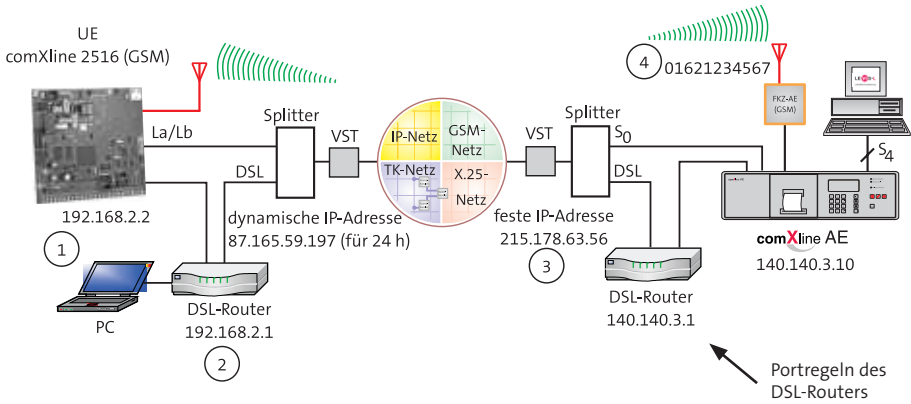 UE
comXline 2516 (GSM)
La/Lb
192.168.2.2
1
PC
DSL-Router
192.168.2.1
2
Splitter
DSL
VST
dynamische IP-Adresse
87.165.59.197 (für 24 h)
IP-Netz
GSM-
Netz
TK-Netz
X.25-
Netz
VST
Splitter
S0
DSL
feste IP-Adresse
215.178.63.56
3
DSL-Router
140.140.3.1
4
01621234567
FKZ-AE
(GSM)
S4
comXline AE
140.140.3.10
Portregeln des
DSL-Routers